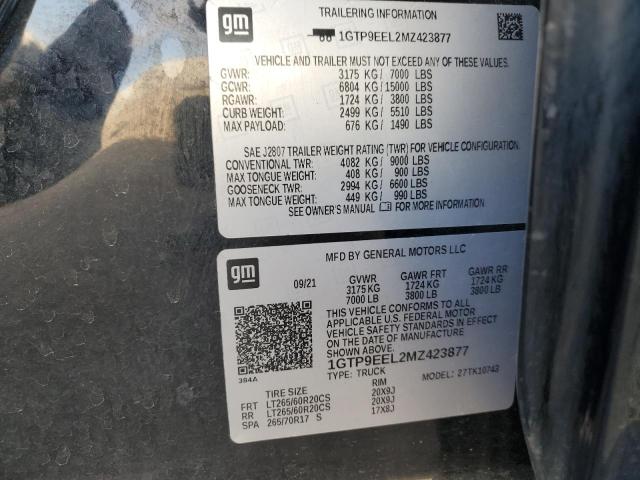 gm
TRAILERING INFORMATION
1GTP9EEL2MZ423877
VEHICLE AND TRAILER MUST NOT EXCEED ANY OF THESE VALUES.
GVWR: 3175 KG / 7000 LBS
GCWR: 6804 KG / 15000 LBS
RGAWR: 1724 KG / 3800 LBS
CURB WEIGHT: 2499 KG / 5510 LBS
MAX PAYLOAD: 676 KG / 1490 LBS
SAE J2807 TRAILER WEIGHT RATING (TWR) FOR VEHICLE CONFIGURATION.
CONVENTIONAL TWR: 4082 KG / 9000 LBS
MAX TONGUE WEIGHT: 408 KG / 900 LBS
GOOSENECK TWR: 2994 KG / 6600 LBS
MAX TONGUE WEIGHT: 449 KG / 990 LBS
SEE OWNER'S MANUAL FOR MORE INFORMATION
gm
MFD BY GENERAL MOTORS LLC
09/21 GVWR GAWR FRT GAWR RR
3175 KG 1724 KG 1724 KG
7000 LB 3800 LB 3800 LB
THIS VEHICLE CONFORMS TO ALL
APPLICABLE U.S. FEDERAL MOTOR
VEHICLE SAFETY STANDARDS IN EFFECT
ON THE DATE OF MANUFACTURE
SHOWN ABOVE.
1GTP9EEL2MZ423877
384A
TYPE: TRUCK MODEL: 27TK10743
TIRE SIZE RIM
FRT LT265/60R20CS 20X9J
RR LT265/60R20CS 20X9J
SPA 265/70R17 S 17X8J